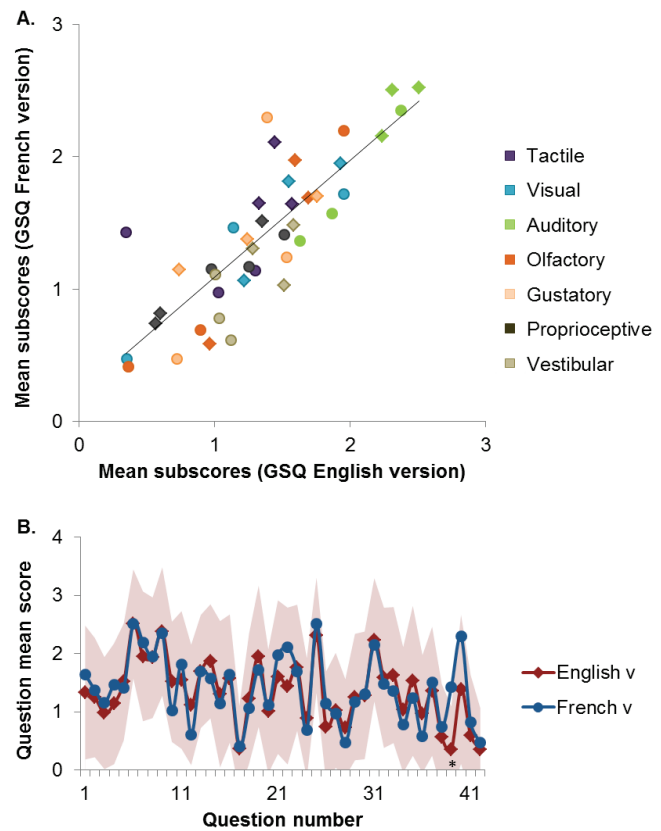 A.
3
2
1
0
0
1
2
3
Mean subscores (GSQ French version)
Mean subscores (GSQ English version)
Tactile
Visual
Auditory
Olfactory
Gustatory
Proprioceptive
Vestibular
B.
4
3
2
1
0
Question mean score
*
1
11
21
31
41
Question number
English v
French v